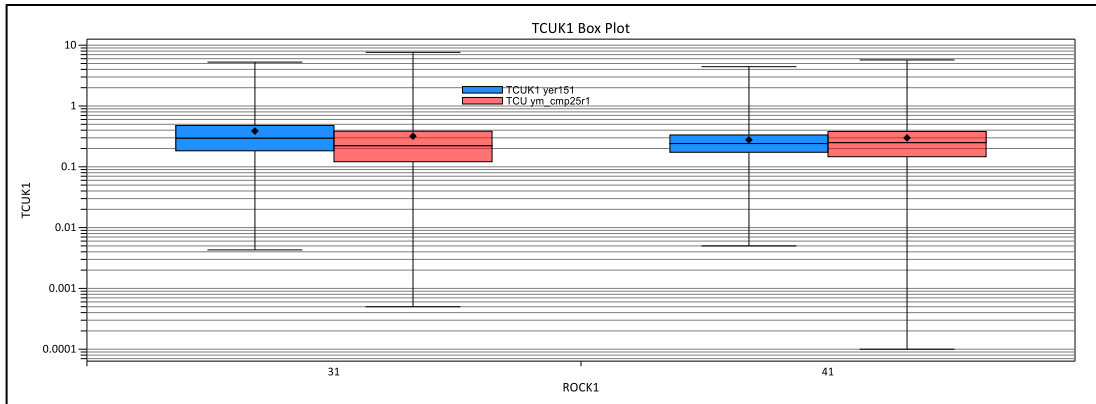 TCUK1 Box Plot
10
1
0.1
0.01
0.001
0.0001
TCUK1
TCUK1 yer151
TCU ym_cmp25r1
31
41
ROCK1